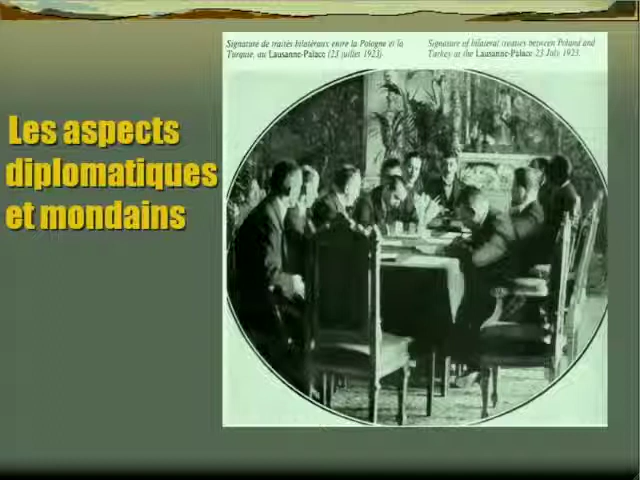 Signature de traités bilatéraux entre la Pologne et la
Turquie, au Lausanne-Palace (23 juillet 1923).
Signature of bilateral treaties between Poland and
Turkey at the Lausanne-Palace 23 July 1923.
Les aspects
diplomatiques
et mondains